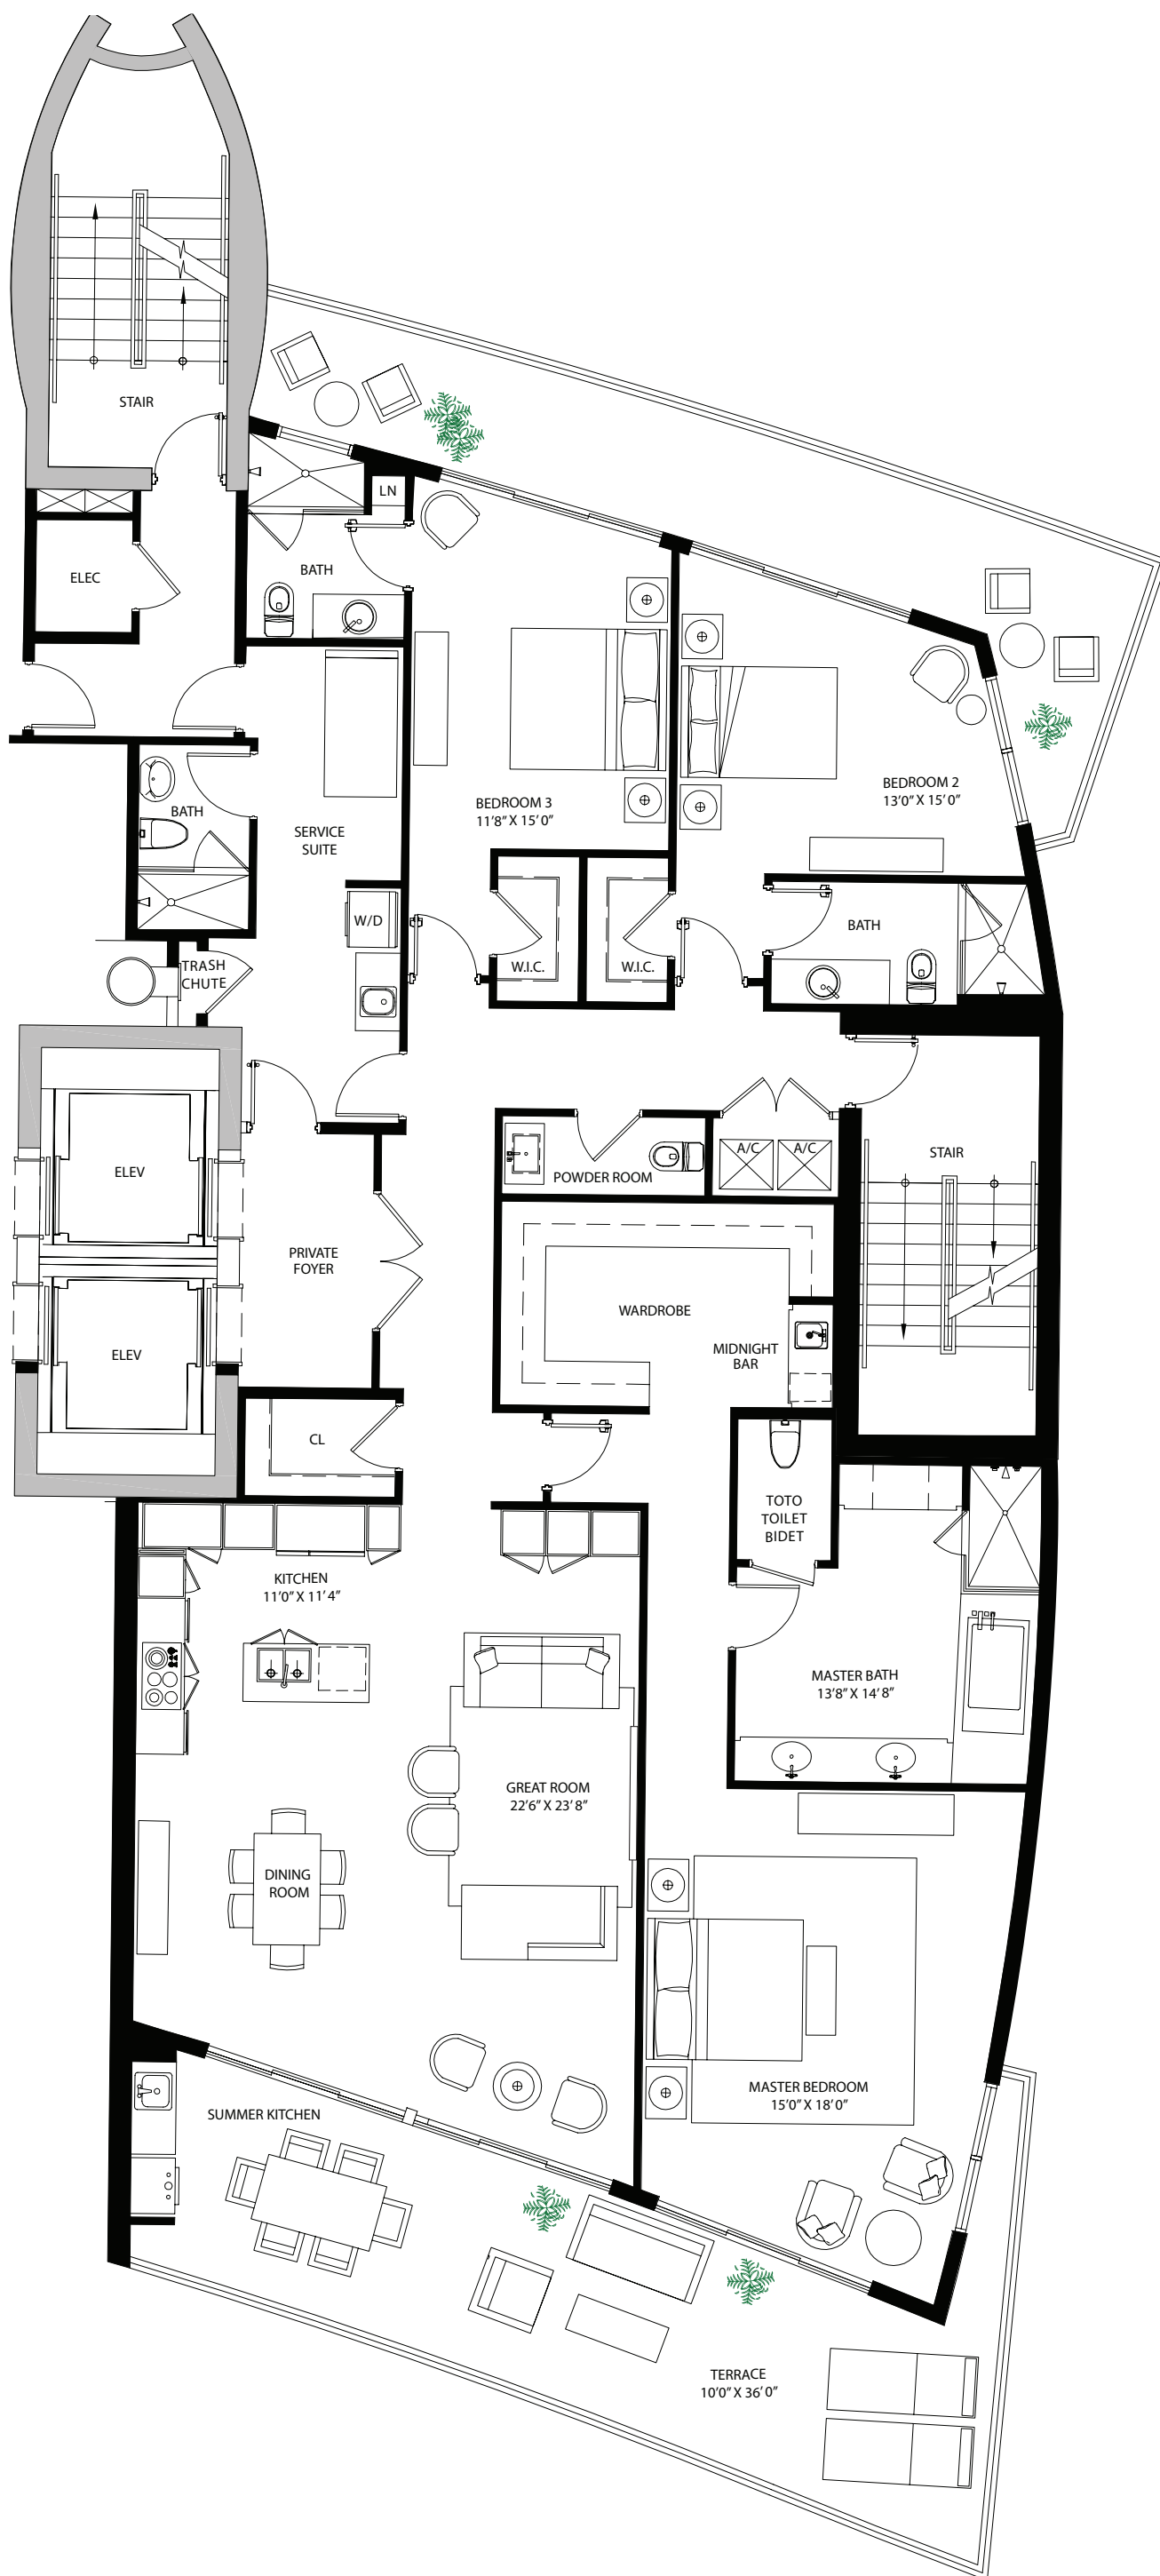 STAIR
LN
ELEC
BATH
BEDROOM 3
11'8" X 15'0"
BEDROOM 2
13'0" X 15'0"
BATH
SERVICE
SUITE
W/D
BATH
W.I.C.
W.I.C.
TRASH
CHUTE
ELEV
POWDER ROOM
A/C
A/C
STAIR
PRIVATE
FOYER
WARDROBE
MIDNIGHT
BAR
ELEV
CL
TOTO
TOILET
BIDET
KITCHEN
11'0" X 11'4"
MASTER BATH
13'8" X 14'8"
GREAT ROOM
22'6" X 23'8"
DINING
ROOM
MASTER BEDROOM
15'0" X 18'0"
SUMMER KITCHEN
TERRACE
10'0" X 36'0"